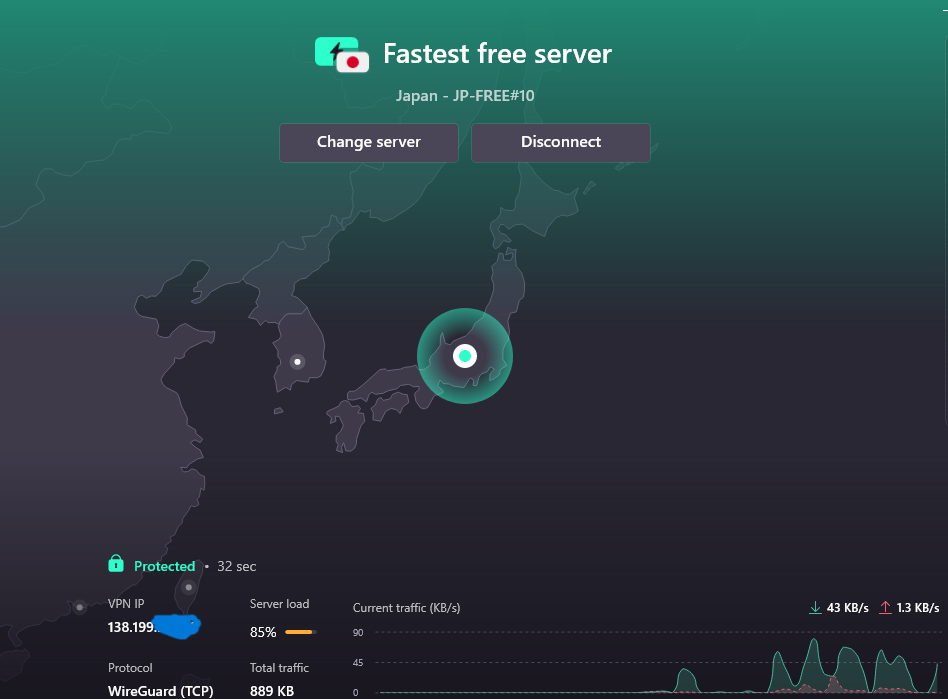 Fastest free server
Japan - JP-FREE#10
Change server
Disconnect
Protected • 32 sec
VPN IP
138.199.
Server load
85%
Protocol
WireGuard (TCP)
Total traffic
889 KB
Current traffic (KB/s)
43 KB/s
1.3 KB/s
90
45
0